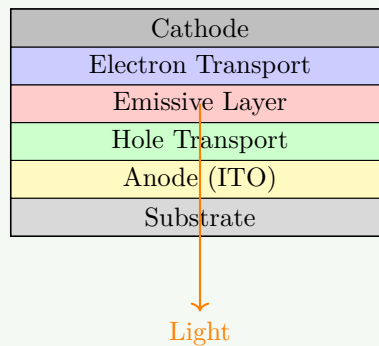 Cathode
Electron Transport
Emissive Layer
Hole Transport
Anode (ITO)
Substrate
Light